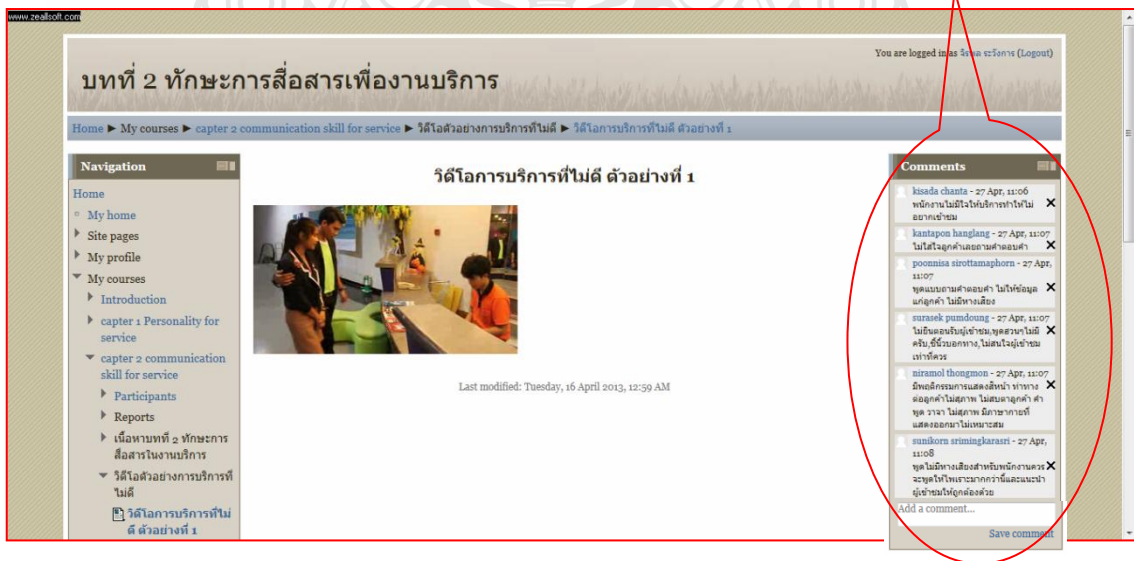 www.zeallsoft.com
You are logged in as จิรพล ระวังการ (Logout)
บทที่ 2 ทักษะการสื่อสารเพื่องานบริการ
Home ► My courses ► capter 2 communication skill for service ► วิดีโอตัวอย่างการบริการที่ไม่ดี ► วิดีโอการบริการที่ไม่ดี ตัวอย่างที่ 1
Navigation
Home
My home
Site pages
My profile
My courses
Introduction
capter 1 Personality for
service
capter 2 communication
skill for service
Participants
Reports
เนื้อหาบทที่ 2 ทักษะการ
สื่อสารในงานบริการ
วิดีโอตัวอย่างการบริการที่
ไม่ดี
วิดีโอการบริการที่ไม่
ดี ตัวอย่างที่ 1
วิดีโอการบริการที่ไม่ดี ตัวอย่างที่ 1
Last modified: Tuesday, 16 April 2013, 12:59 AM
Comments
kisada chanta - 27 Apr, 11:06
พนักงานไม่มีใจให้บริการทำให้ไม่
อยากเข้าชม
kantapon hanglang - 27 Apr, 11:07
ไม่ใส่ใจลูกค้าเลยถามคำตอบคำ
poonnisa sirottamaphorn - 27 Apr,
11:07
พูดแบบถามคำตอบคำ ไม่ให้ข้อมูล
แก่ลูกค้า ไม่มีหางเสียง
surasek pumdoung - 27 Apr, 11:07
ไม่ยืนตอนรับผู้เข้าชม,พูดสวนๆไม่มี
ครับ,ชี้นิ้วบอกทาง,ไม่สนใจผู้เข้าชม
เท่าที่ควร
niramol thongmon - 27 Apr, 11:07
มีพฤติกรรมการแสดงสีหน้า ท่าทาง
ต่อลูกค้าไม่สุภาพ ไม่สบตาลูกค้า คำ
พูด วาจา ไม่สุภาพ มีภาษากายที่
แสดงออกมาไม่เหมาะสม
sunikorn srimingkarasri - 27 Apr,
11:08
พูดไม่มีหางเสียงสำหรับพนักงานควร
จะพูดให้ไพเราะมากกว่านี้และแนะนำ
ผู้เข้าชมให้ถูกต้องด้วย
Add a comment...
Save comment